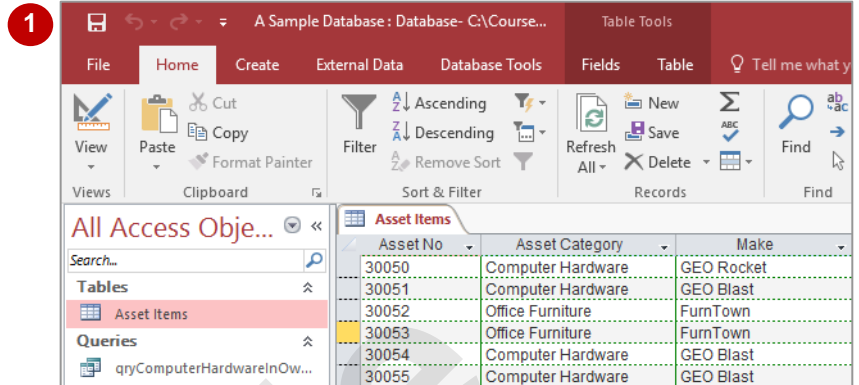 1
A Sample Database : Database- C:\Course... Table Tools
File Home Create External Data Database Tools Fields Table Tell me what y
View
Paste
Cut
Copy
Format Painter
Filter
Ascending
Descending
Remove Sort
Refresh All
New
Save
Delete
ABC
Find
ab
ac
Views Clipboard Sort & Filter Records Find
All Access Obje... «
Search...
Tables
Asset Items
Queries
qryComputerHardwareInOw...
Asset Items
Asset No Asset Category Make
30050 Computer Hardware GEO Rocket
30051 Computer Hardware GEO Blast
30052 Office Furniture FurnTown
30053 Office Furniture FurnTown
30054 Computer Hardware GEO Blast
30055 Computer Hardware GEO Blast